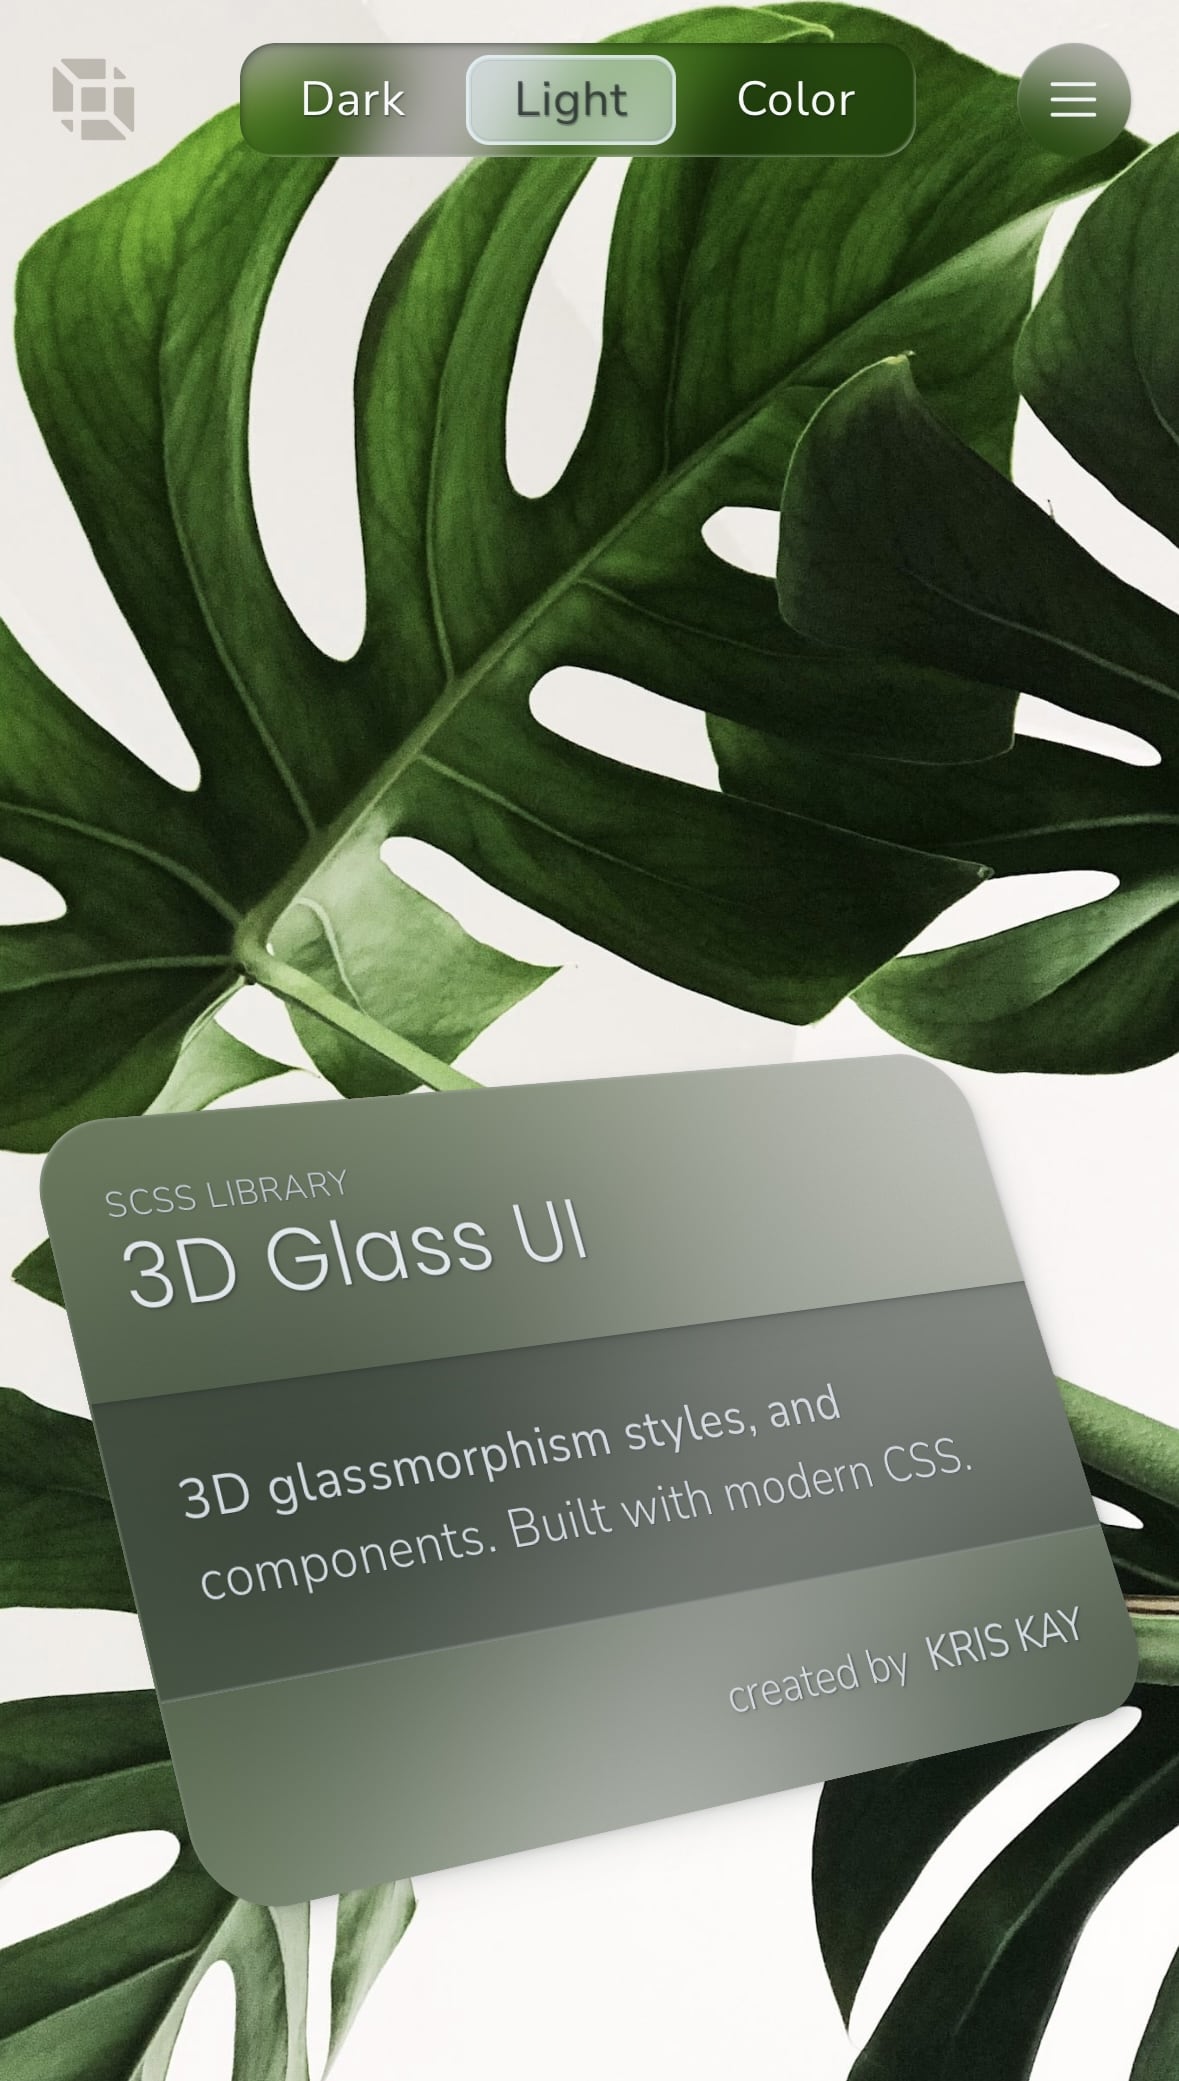 Dark Light Color
SCSS LIBRARY
3D Glass UI
3D glassmorphism styles, and
components. Built with modern CSS.
created by KRIS KAY